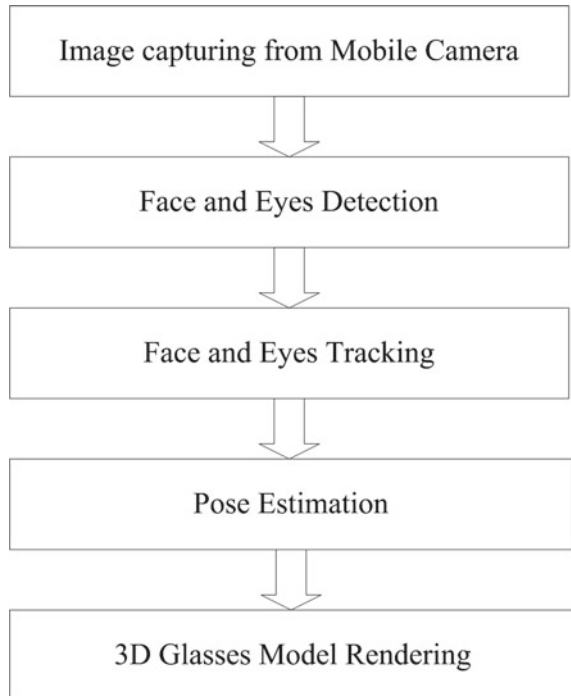 Image capturing from Mobile Camera
Face and Eyes Detection
Face and Eyes Tracking
Pose Estimation
3D Glasses Model Rendering